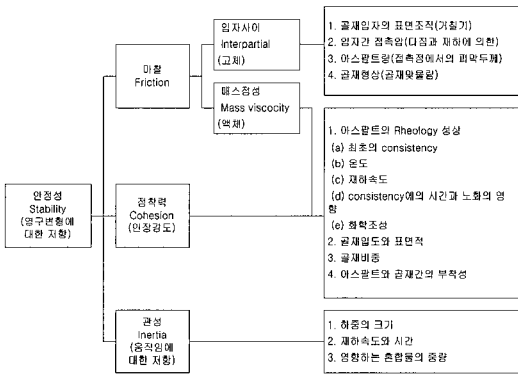 안정성
Stability
(영구변형에
대한 저항)
마찰
Friction
입자사이
Interpartial
(고체)
매스점성
Mass viscocity
(액체)
1. 골재입자의 표면조직(거칠기)
2. 입자간 접촉압(다짐과 재하에 의한)
3. 아스팔트량(접촉점에서의 피막두께)
4. 골재형상(골재맞물림)
점착력
Cohesion
(인장강도)
1. 아스팔트의 Rheology 성상
(a) 최초의 consistency
(b) 온도
(c) 재하속도
(d) consistency에의 시간과 노화의 영
향
(e) 화학조성
2. 골재입도와 표면적
3. 골재비중
4. 아스팔트와 골재간의 부착성
관성
Inertia
(움직임에
대한 저항)
1. 하중의 크기
2. 재하속도와 시간
3. 영향하는 혼합물의 중량